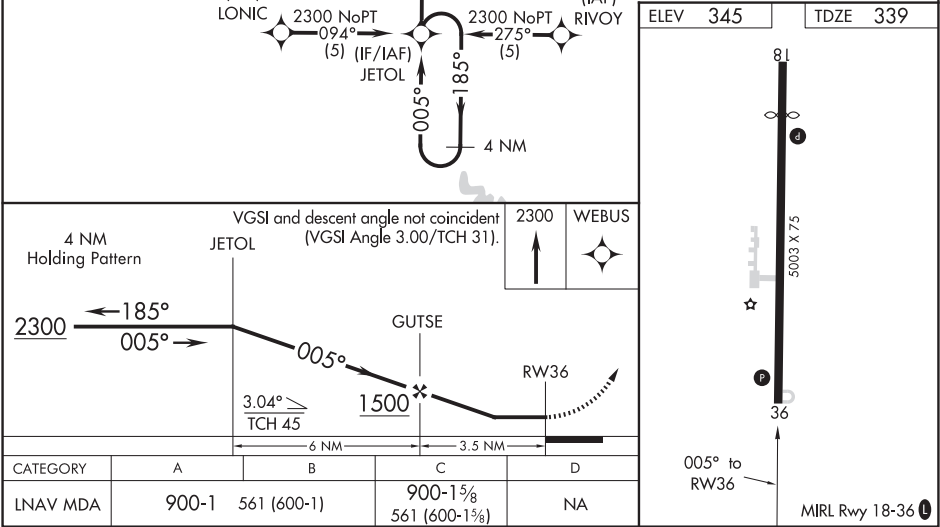 (IAF)
LONIC
2300 NoPT
094°
(5)
(IF/IAF)
JETOL
2300 NoPT
275°
(5)
RIVOY
005°
185°
4 NM
VGSI and descent angle not coincident
(VGSI Angle 3.00/TCH 31).
2300
WEBUS
4 NM
Holding Pattern
JETOL
2300
185°
005°
005°
GUTSE
1500
RW36
3.04°
TCH 45
6 NM
3.5 NM
CATEGORY A B C D
LNAV MDA 900-1 561 (600-1) 900-1⅝
561 (600-1⅝) NA
ELEV 345 TDZE 339
18
P
5003 X 75
P
36
005° to
RW36
MIRL Rwy 18-36 L